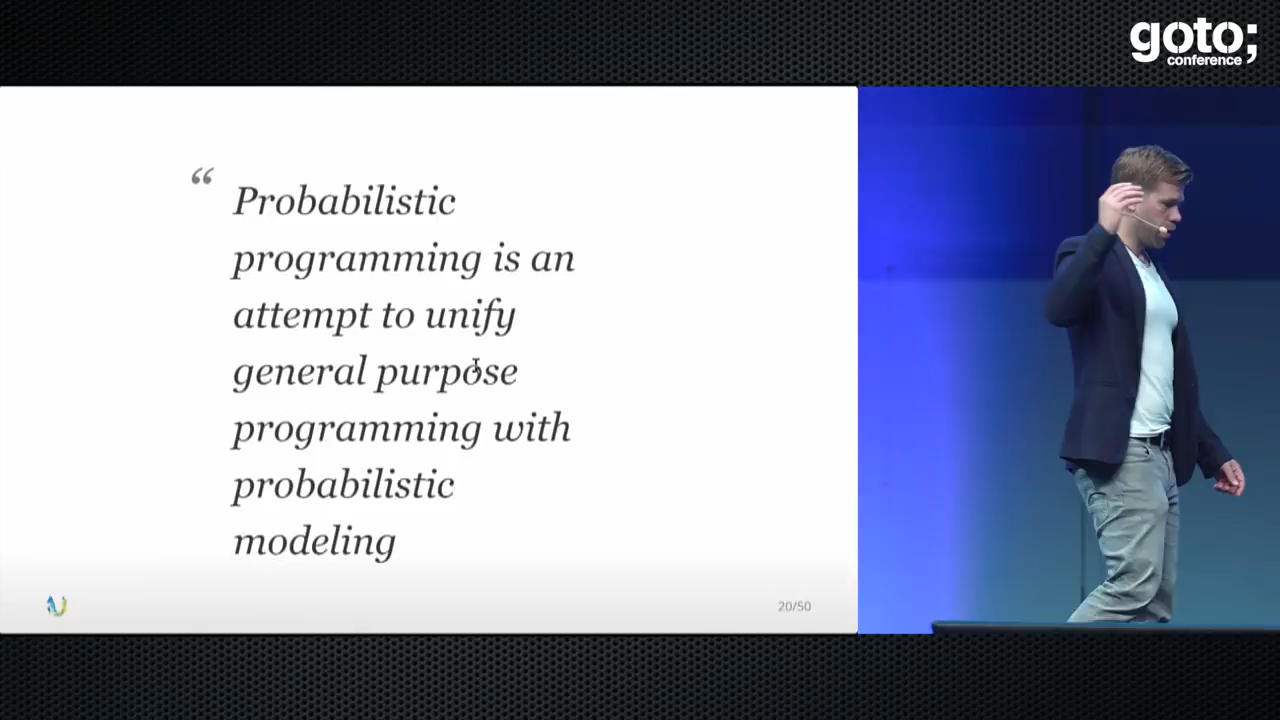 goto;
conference
“
Probabilistic
programming is an
attempt to unify
general purpose
programming with
probabilistic
modeling
20/50